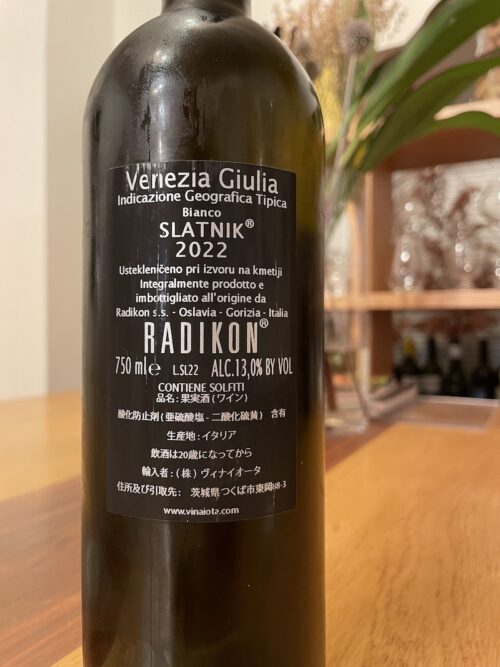 Venezia Giulia
Indicazione Geografica Tipica
Bianco
SLATNIK®
2022
Ustekleničeno pri izvoru na kmetiji
Integralmente prodotto e
imbottigliato all'origine da
Radikon s.s. - Oslavia - Gorizia - Italia
RADIKON®
750 ml e L.SL22 ALC.13,0% BY VOL
CONTIENE SOLFITI
品名：果実酒（ワイン）
酸化防止剤（亜硫酸塩 - 二酸化硫黄） 含有
生産地：イタリア
飲酒は20歳になってから
輸入者：（株）ヴィナイオータ
住所及び引取先： 茨城県つくば市東岡
www.vinaiota.com